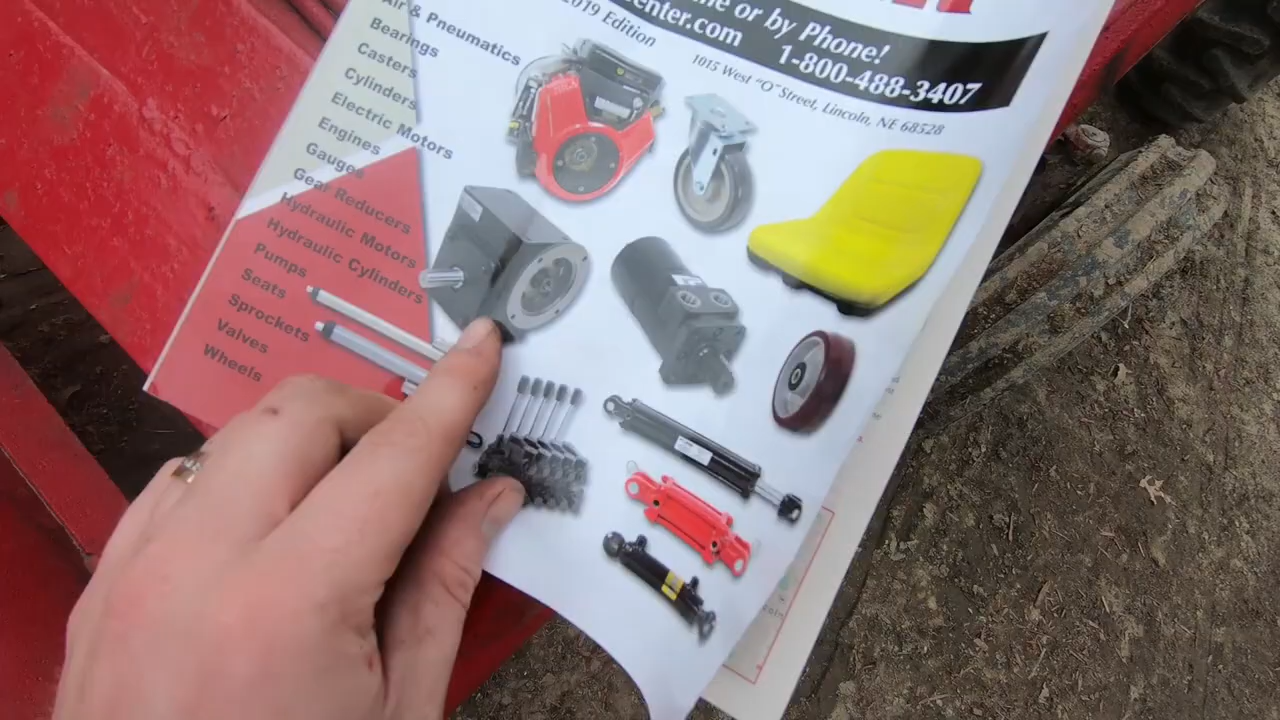 ne or by Phone!
center.com 1-800-488-3407
2019 Edition
1015 West "O" Street, Lincoln, NE 68528
Air & Pneumatics
Bearings
Casters
Cylinders
Electric Motors
Engines
Gauges
Gear Reducers
Hydraulic Motors
Hydraulic Cylinders
Pumps
Seats
Sprockets
Valves
Wheels